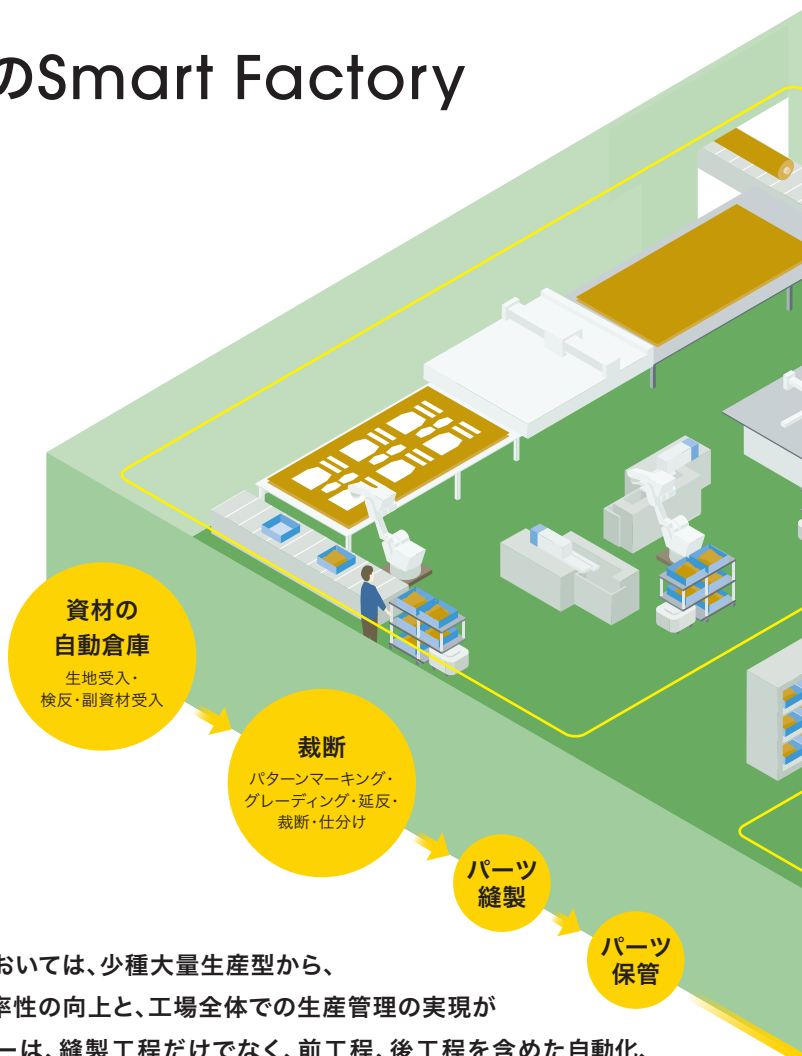 のSmart Factory
資材の
自動倉庫
生地受入・
検反・副資材受入
裁断
パターンマーキング・
グレーディング・延反・
裁断・仕分け
パーツ
縫製
パーツ
保管
おいては、少種大量生産型から、
率性の向上と、工場全体での生産管理の実現が
ーは、縫製工程だけでなく、前工程、後工程を含めた自動化、